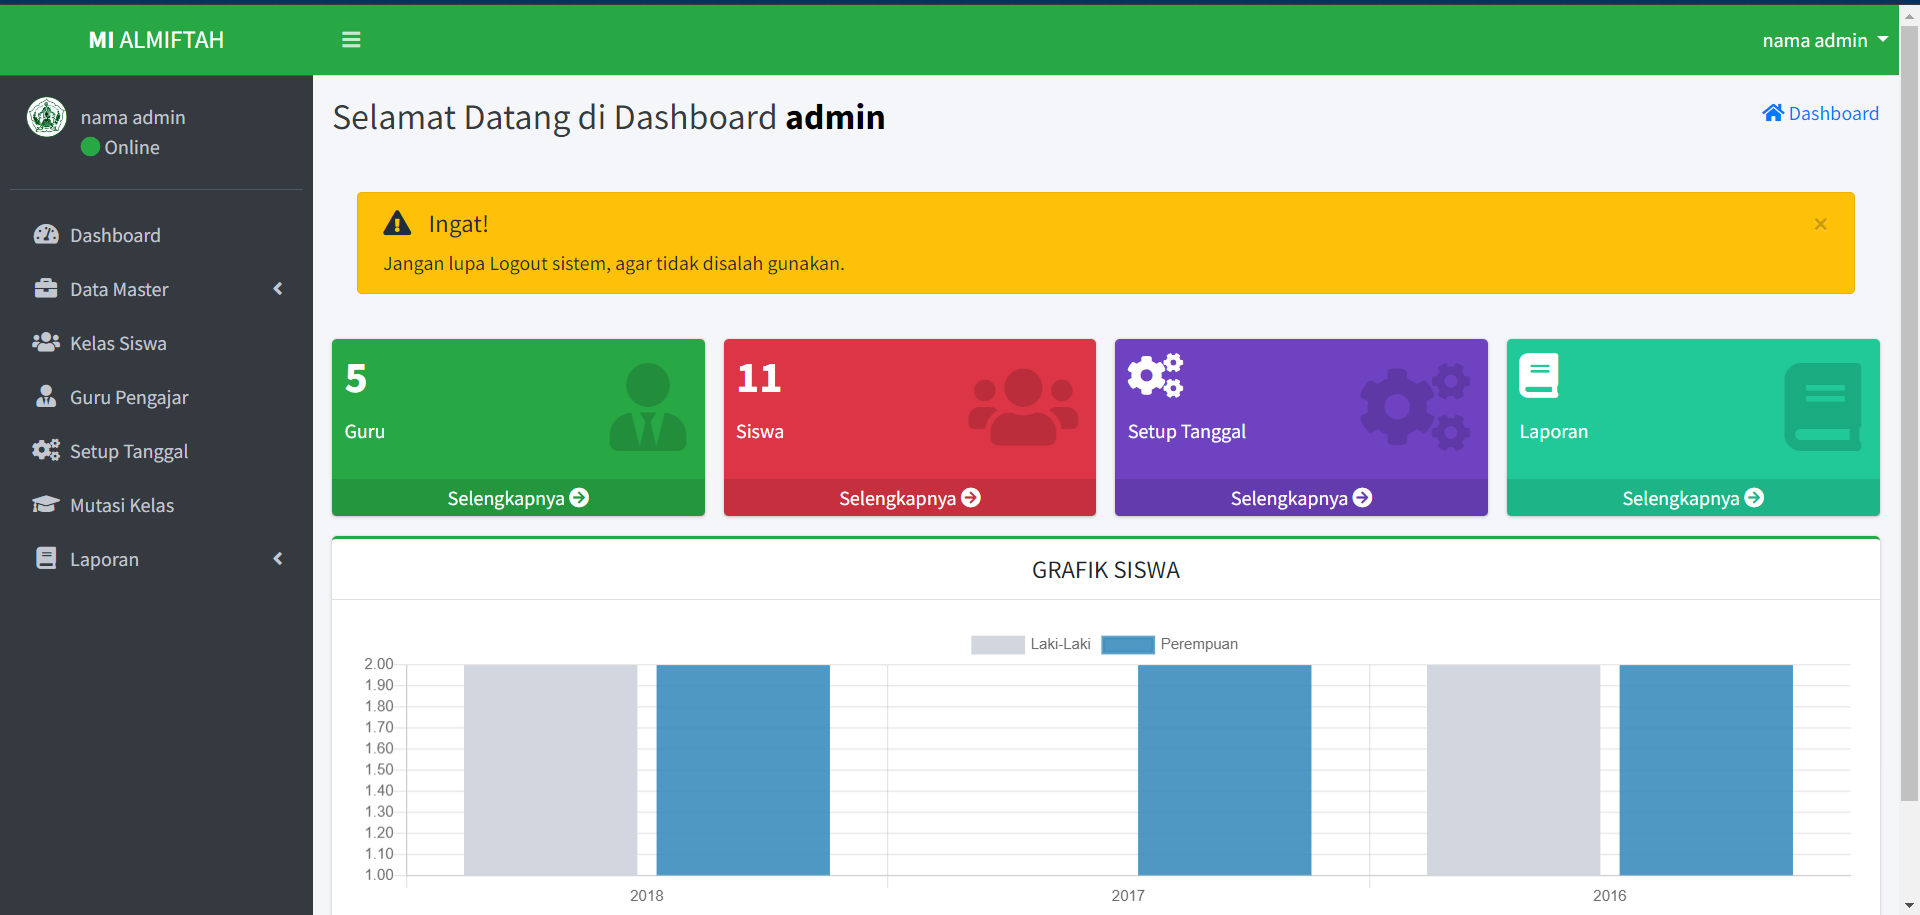 MI ALMIFTAH
nama admin
nama admin
Online
Dashboard
Data Master
Kelas Siswa
Guru Pengajar
Setup Tanggal
Mutasi Kelas
Laporan
Selamat Datang di Dashboard admin
Dashboard
Ingat!
×
Jangan lupa Logout sistem, agar tidak disalah gunakan.
5
Guru
Selengkapnya
11
Siswa
Selengkapnya
Setup Tanggal
Selengkapnya
Laporan
Selengkapnya
GRAFIK SISWA
Laki-Laki Perempuan
2.00
1.90
1.80
1.70
1.60
1.50
1.40
1.30
1.20
1.10
1.00
2018 2017 2016